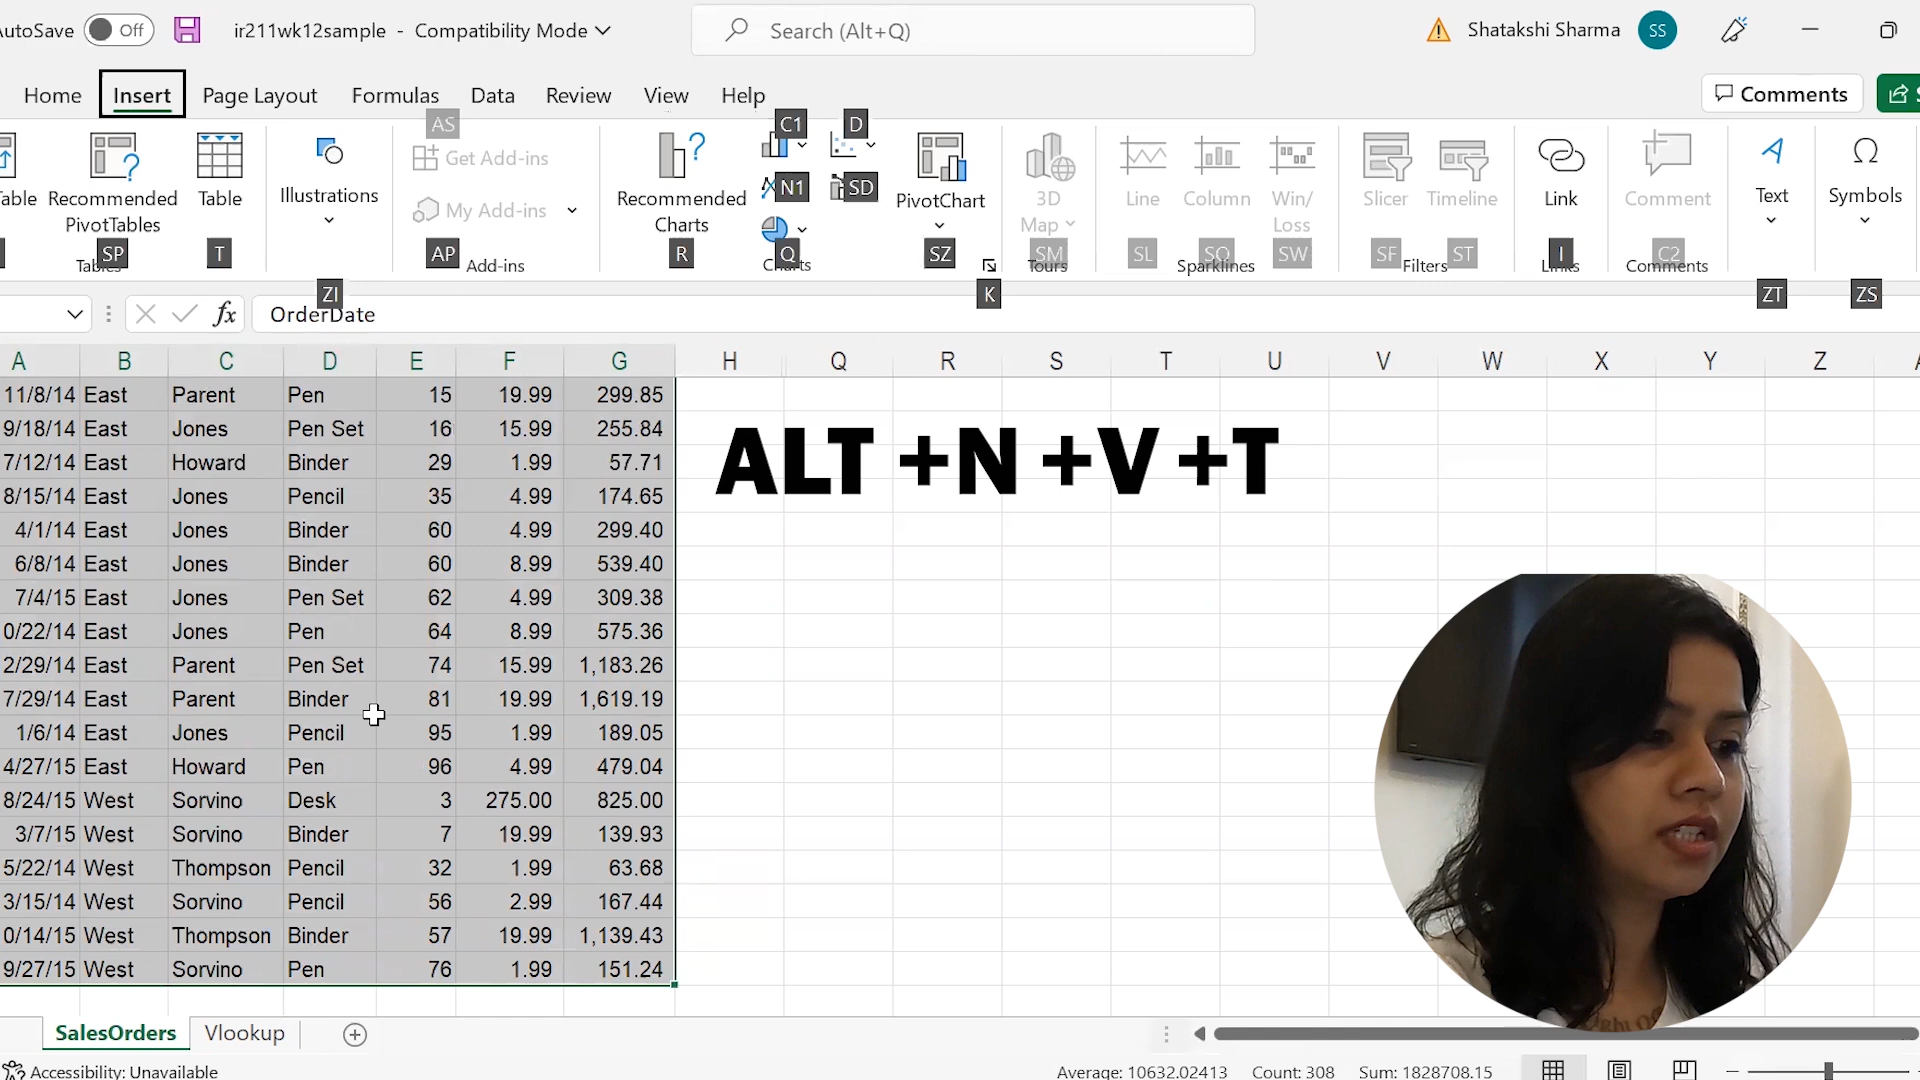 AutoSave Off ir211wk12sample - Compatibility Mode Search (Alt+Q) Shatakshi Sharma SS
Home Insert Page Layout Formulas Data Review View Help Comments S
AS C1 D
Table Recommended PivotTables Table Illustrations Get Add-ins My Add-ins Recommended Charts N1 SD PivotChart 3D Map Line Column Win/Loss Slicer Timeline Link Comment Text Symbols
SP T AP R Q SZ SM SL SO SW SF ST I C2
Tables Add-ins Charts Tours Sparklines Filters Links Comments
ZI K ZT ZS
fx OrderDate
A B C D E F G H Q R S T U V W X Y Z A
11/8/14 East Parent Pen 15 19.99 299.85
9/18/14 East Jones Pen Set 16 15.99 255.84
7/12/14 East Howard Binder 29 1.99 57.71
8/15/14 East Jones Pencil 35 4.99 174.65
4/1/14 East Jones Binder 60 4.99 299.40
6/8/14 East Jones Binder 60 8.99 539.40
7/4/15 East Jones Pen Set 62 4.99 309.38
0/22/14 East Jones Pen 64 8.99 575.36
2/29/14 East Parent Pen Set 74 15.99 1,183.26
7/29/14 East Parent Binder 81 19.99 1,619.19
1/6/14 East Jones Pencil 95 1.99 189.05
4/27/15 East Howard Pen 96 4.99 479.04
8/24/15 West Sorvino Desk 3 275.00 825.00
3/7/15 West Sorvino Binder 7 19.99 139.93
5/22/14 West Thompson Pencil 32 1.99 63.68
3/15/14 West Sorvino Pencil 56 2.99 167.44
0/14/15 West Thompson Binder 57 19.99 1,139.43
9/27/15 West Sorvino Pen 76 1.99 151.24
ALT +N +V +T
SalesOrders Vlookup
Accessibility: Unavailable Average: 10632.02413 Count: 308 Sum: 1828708.15